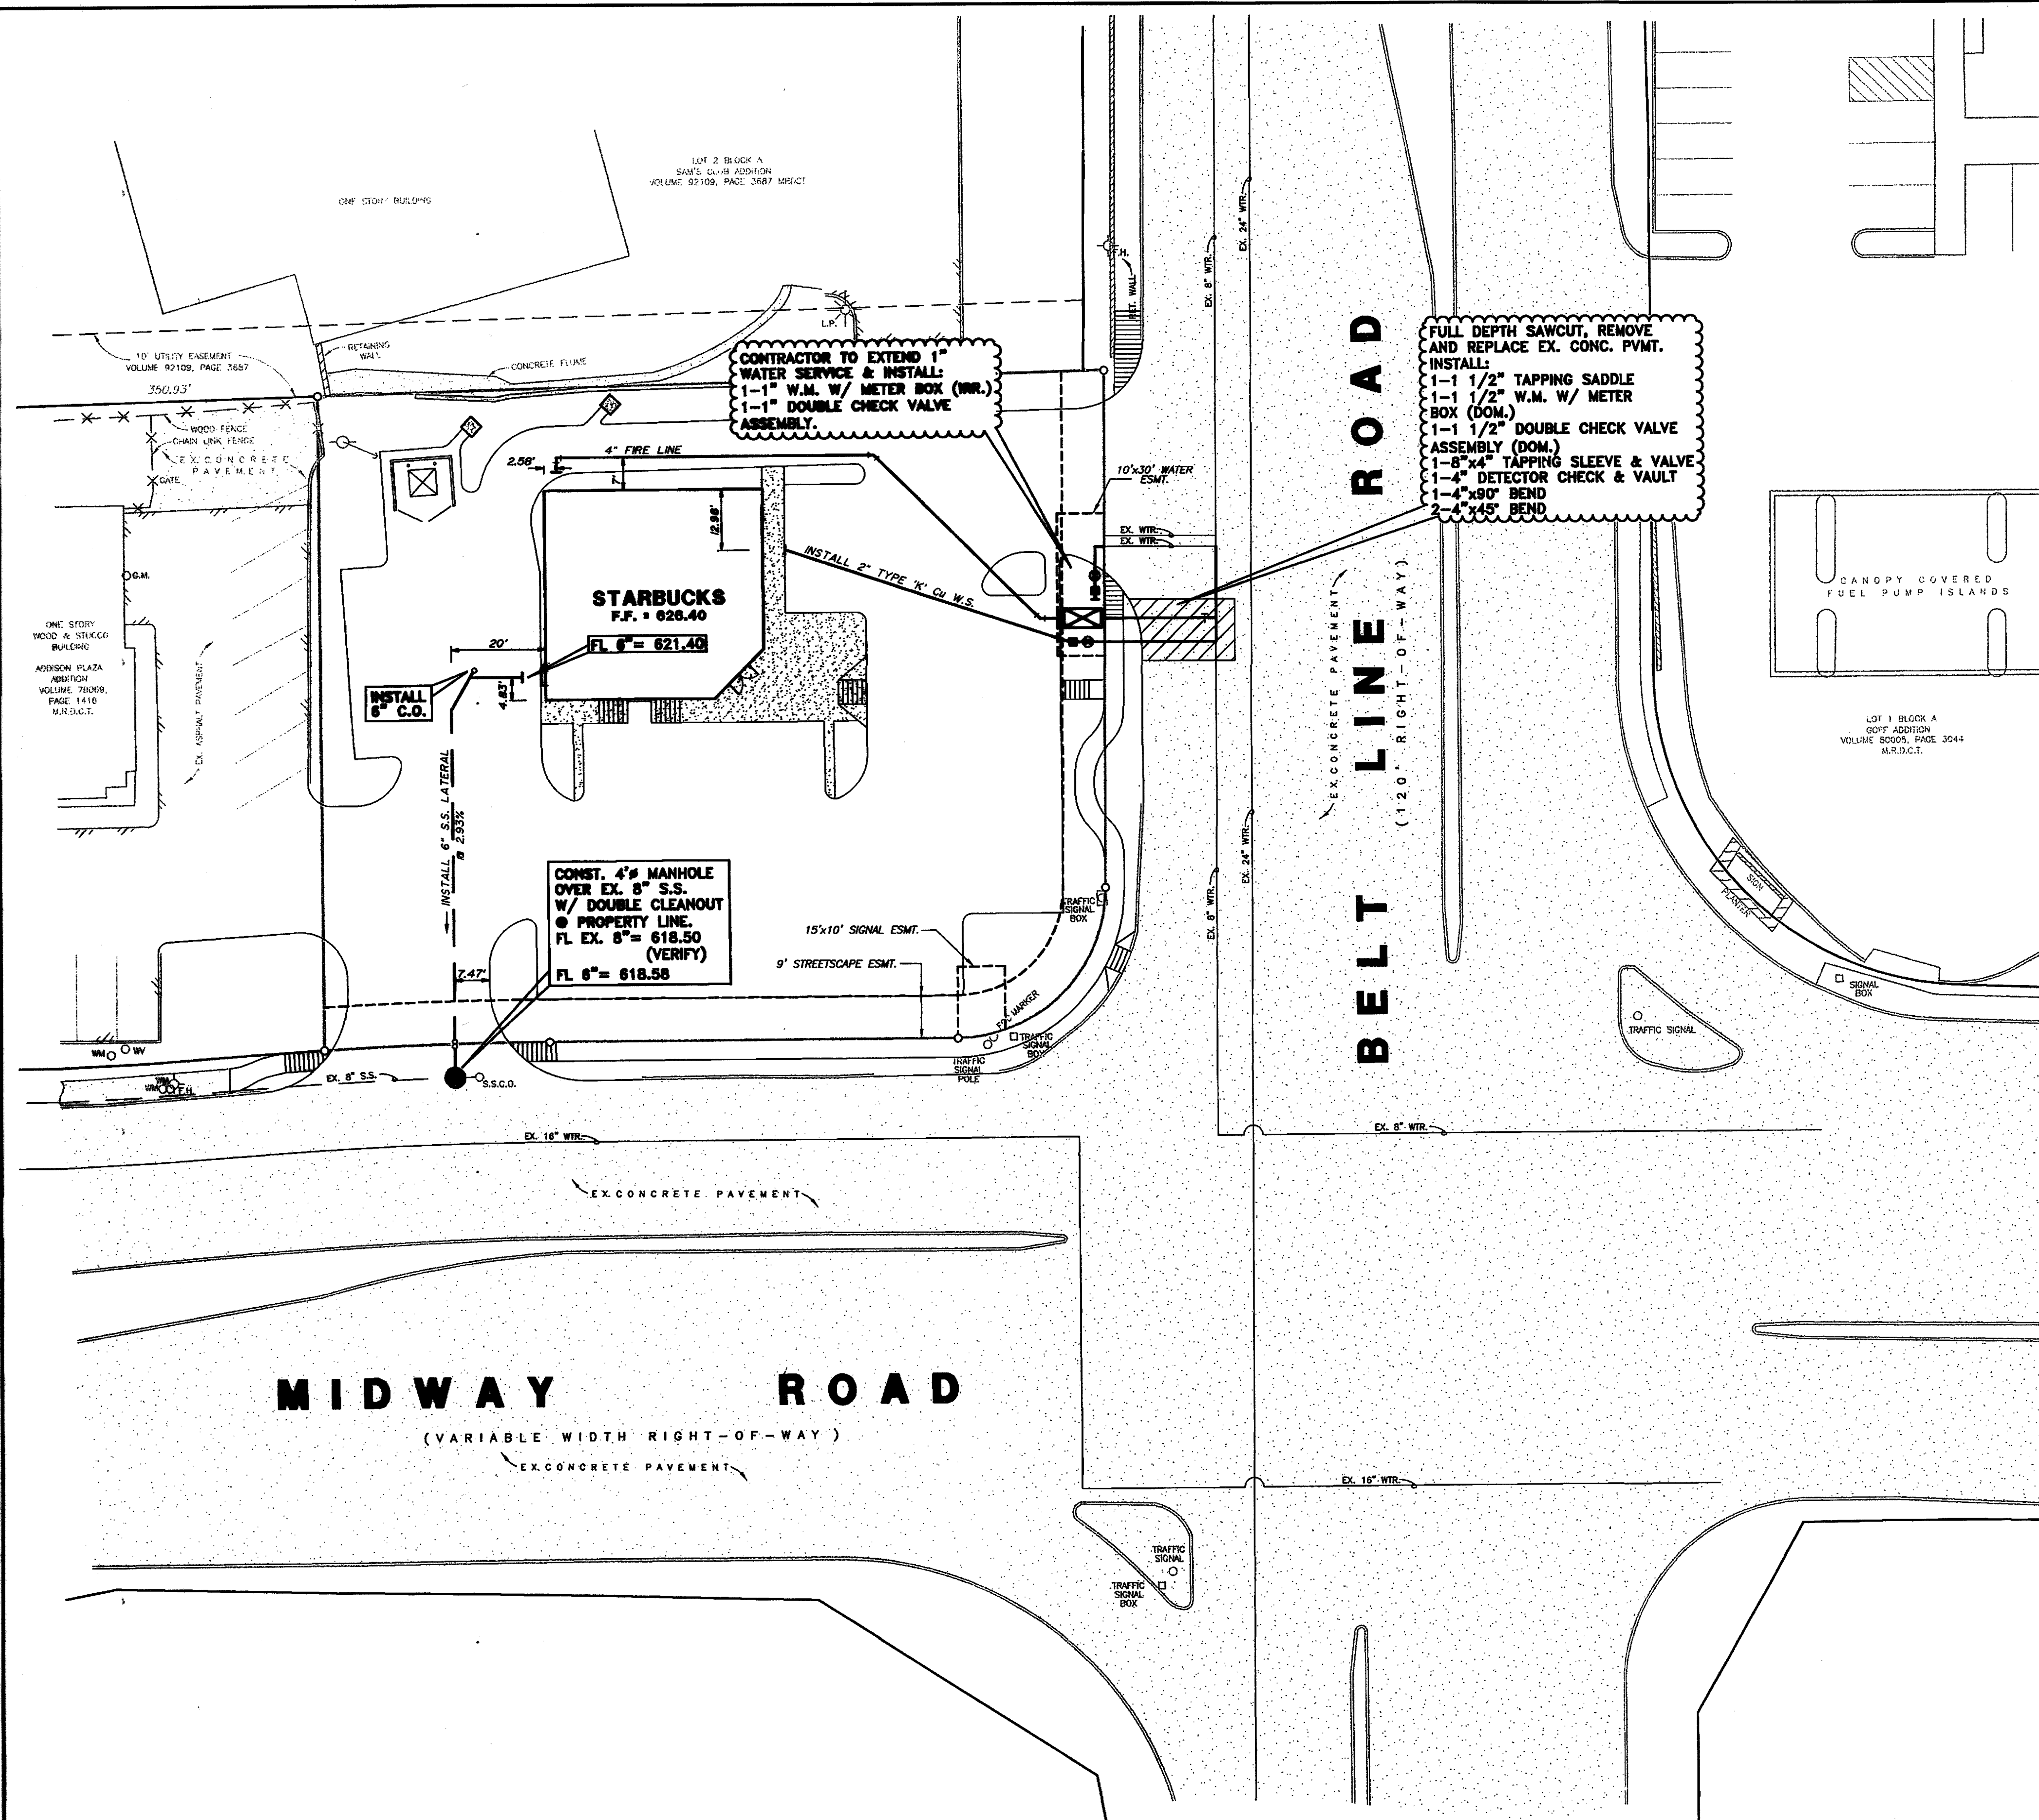 LOT 2 BLOCK A
SAM'S CLUB ADDITION
VOLUME 92109, PAGE 3687 MRDCT
ONE STORY BUILDING
F.H.
RET. WALL
EX. 8" WTR.
EX. 24" WTR.
L.P.
10' UTILITY EASEMENT
VOLUME 92109, PAGE 3687
350.93'
RETAINING
WALL
CONCRETE FLUME
WOOD FENCE
CHAIN LINK FENCE
EX. CONCRETE
PAVEMENT
GATE
CONTRACTOR TO EXTEND 1"
WATER SERVICE & INSTALL:
1-1" W.M. W/ METER BOX (IRR.)
1-1" DOUBLE CHECK VALVE
ASSEMBLY.
FULL DEPTH SAWCUT, REMOVE
AND REPLACE EX. CONC. PVMT.
INSTALL:
1-1 1/2" TAPPING SADDLE
1-1 1/2" W.M. W/ METER
BOX (DOM.)
1-1 1/2" DOUBLE CHECK VALVE
ASSEMBLY (DOM.)
1-8"x4" TAPPING SLEEVE & VALVE
1-4" DETECTOR CHECK & VAULT
1-4"x90° BEND
2-4"x45° BEND
2.58'
4" FIRE LINE
7'
12.98'
10'x30' WATER
ESMT.
EX. WTR.
EX. WTR.
INSTALL 2" TYPE 'K' Cu W.S.
STARBUCKS
F.F. = 626.40
FL 6"= 621.40
20'
4.83'
INSTALL
6" C.O.
G.M.
ONE STORY
WOOD & STUCCO
BUILDING
ADDISON PLAZA
ADDITION
VOLUME 78069,
PAGE 1416
M.R.D.C.T.
EX. ASPHALT PAVEMENT
INSTALL 6" S.S. LATERAL
@ 2.93%
CONST. 4'ø MANHOLE
OVER EX. 8" S.S.
W/ DOUBLE CLEANOUT
@ PROPERTY LINE.
FL EX. 8"= 618.50
(VERIFY)
FL 6"= 618.58
7.47'
15'x10' SIGNAL ESMT.
9' STREETSCAPE ESMT.
TRAFFIC
SIGNAL
BOX
FOC MARKER
TRAFFIC
SIGNAL
BOX
TRAFFIC
SIGNAL
POLE
BELT LINE ROAD
(120' RIGHT-OF-WAY)
EX.CONCRETE PAVEMENT
EX. 24" WTR.
EX. 8" WTR.
CANOPY COVERED
FUEL PUMP ISLANDS
LOT 1 BLOCK A
GOFF ADDITION
VOLUME 80005, PAGE 3044
M.R.D.C.T.
SIGN
PLANTER
SIGNAL
BOX
TRAFFIC SIGNAL
WM
WV
WM
WM
F.H.
EX. 8" S.S.
S.S.C.O.
EX. 16" WTR.
EX. 8" WTR.
EX.CONCRETE PAVEMENT
MIDWAY ROAD
(VARIABLE WIDTH RIGHT-OF-WAY)
EX.CONCRETE PAVEMENT
EX. 16" WTR.
TRAFFIC
SIGNAL
TRAFFIC
SIGNAL
BOX